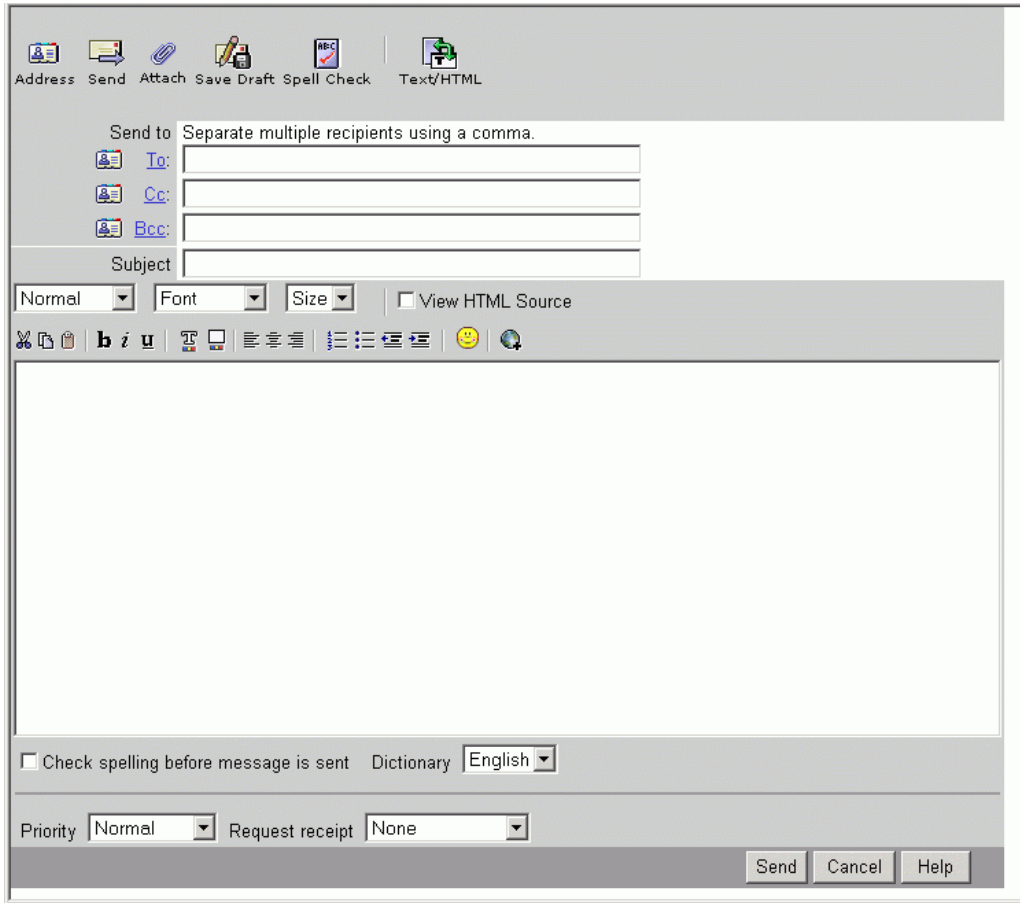 Address Send Attach Save Draft Spell Check Text/HTML
Send to Separate multiple recipients using a comma.
To:
Cc:
Bcc:
Subject
Normal Font Size View HTML Source
b i u T
Check spelling before message is sent Dictionary English
Priority Normal Request receipt None
Send Cancel Help